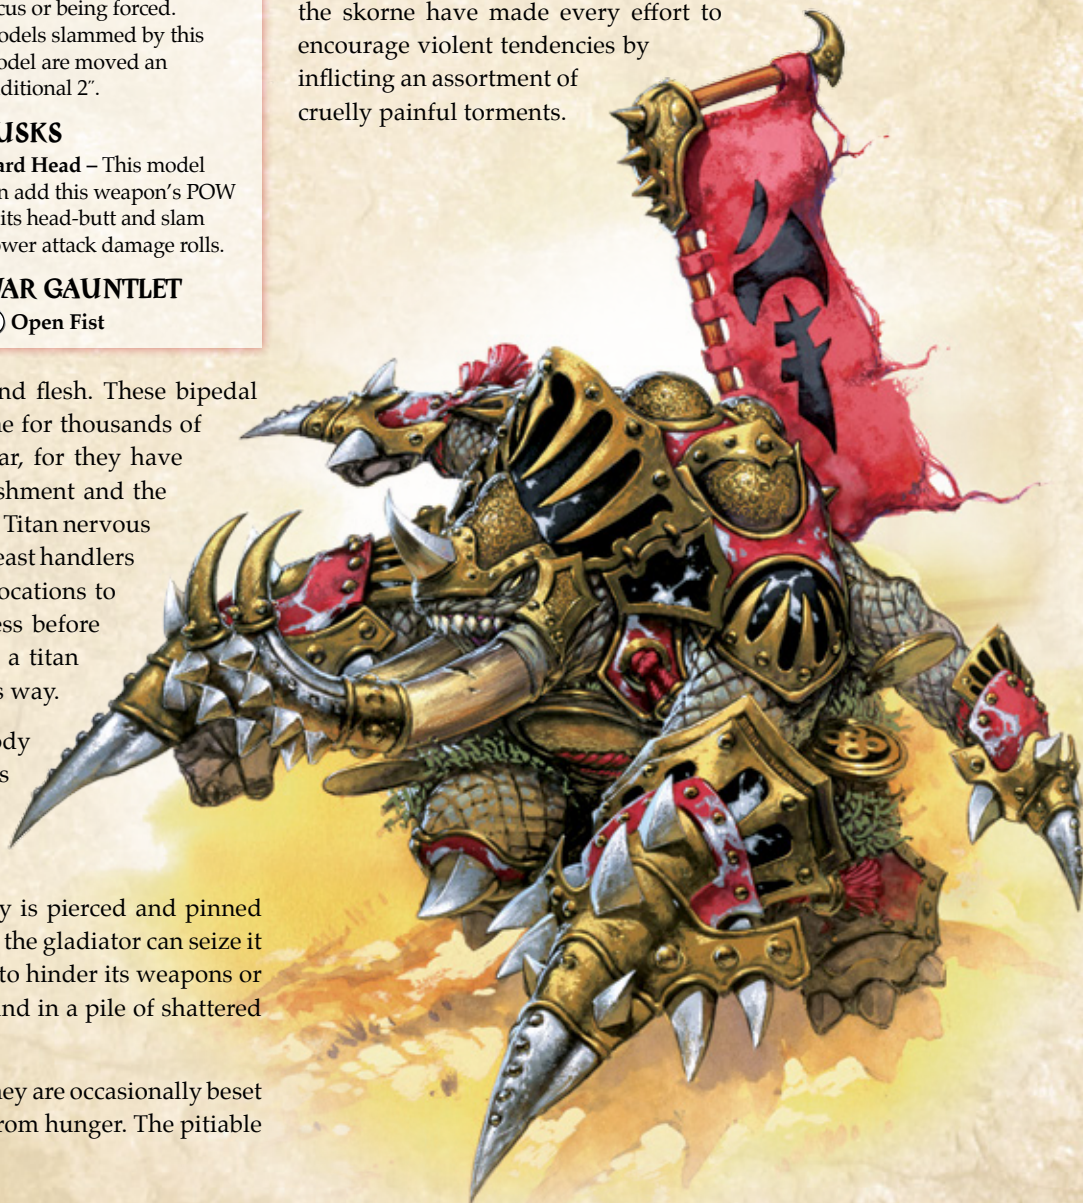 cus or being forced.
odels slammed by this
odel are moved an
ditional 2″.
USKS
ard Head – This model
n add this weapon's POW
its head-butt and slam
ower attack damage rolls.
AR GAUNTLET
Open Fist
nd flesh. These bipedal
e for thousands of
ar, for they have
shment and the
Titan nervous
east handlers
ocations to
ess before
a titan
s way.
ody
s
y is pierced and pinned
the gladiator can seize it
to hinder its weapons or
und in a pile of shattered
hey are occasionally beset
rom hunger. The pitiable
the skorne have made every effort to
encourage violent tendencies by
inflicting an assortment of
cruelly painful torments.